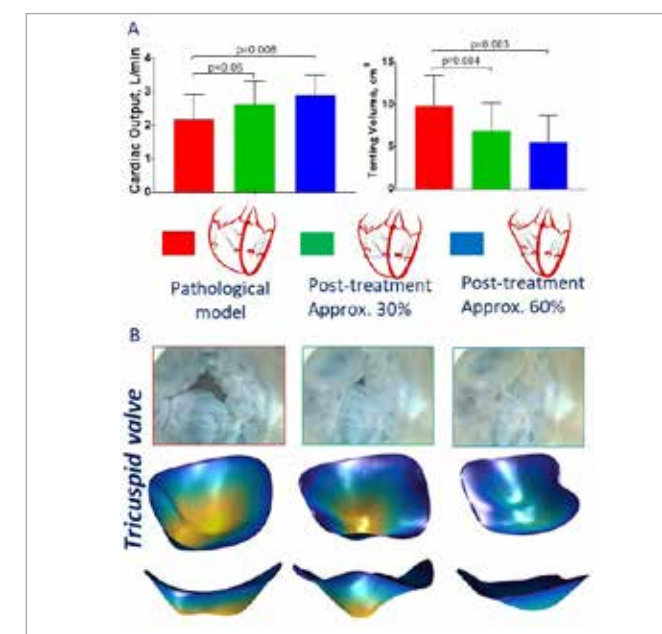 A
Cardiac Output, L/min
4
3
2
1
0
p=0.008
p<0.05
Tenting Volume, cm³
15
10
5
0
p=0.003
p=0.004
Pathological
model
Post-treatment
Approx. 30%
Post-treatment
Approx. 60%
B
Tricuspid valve